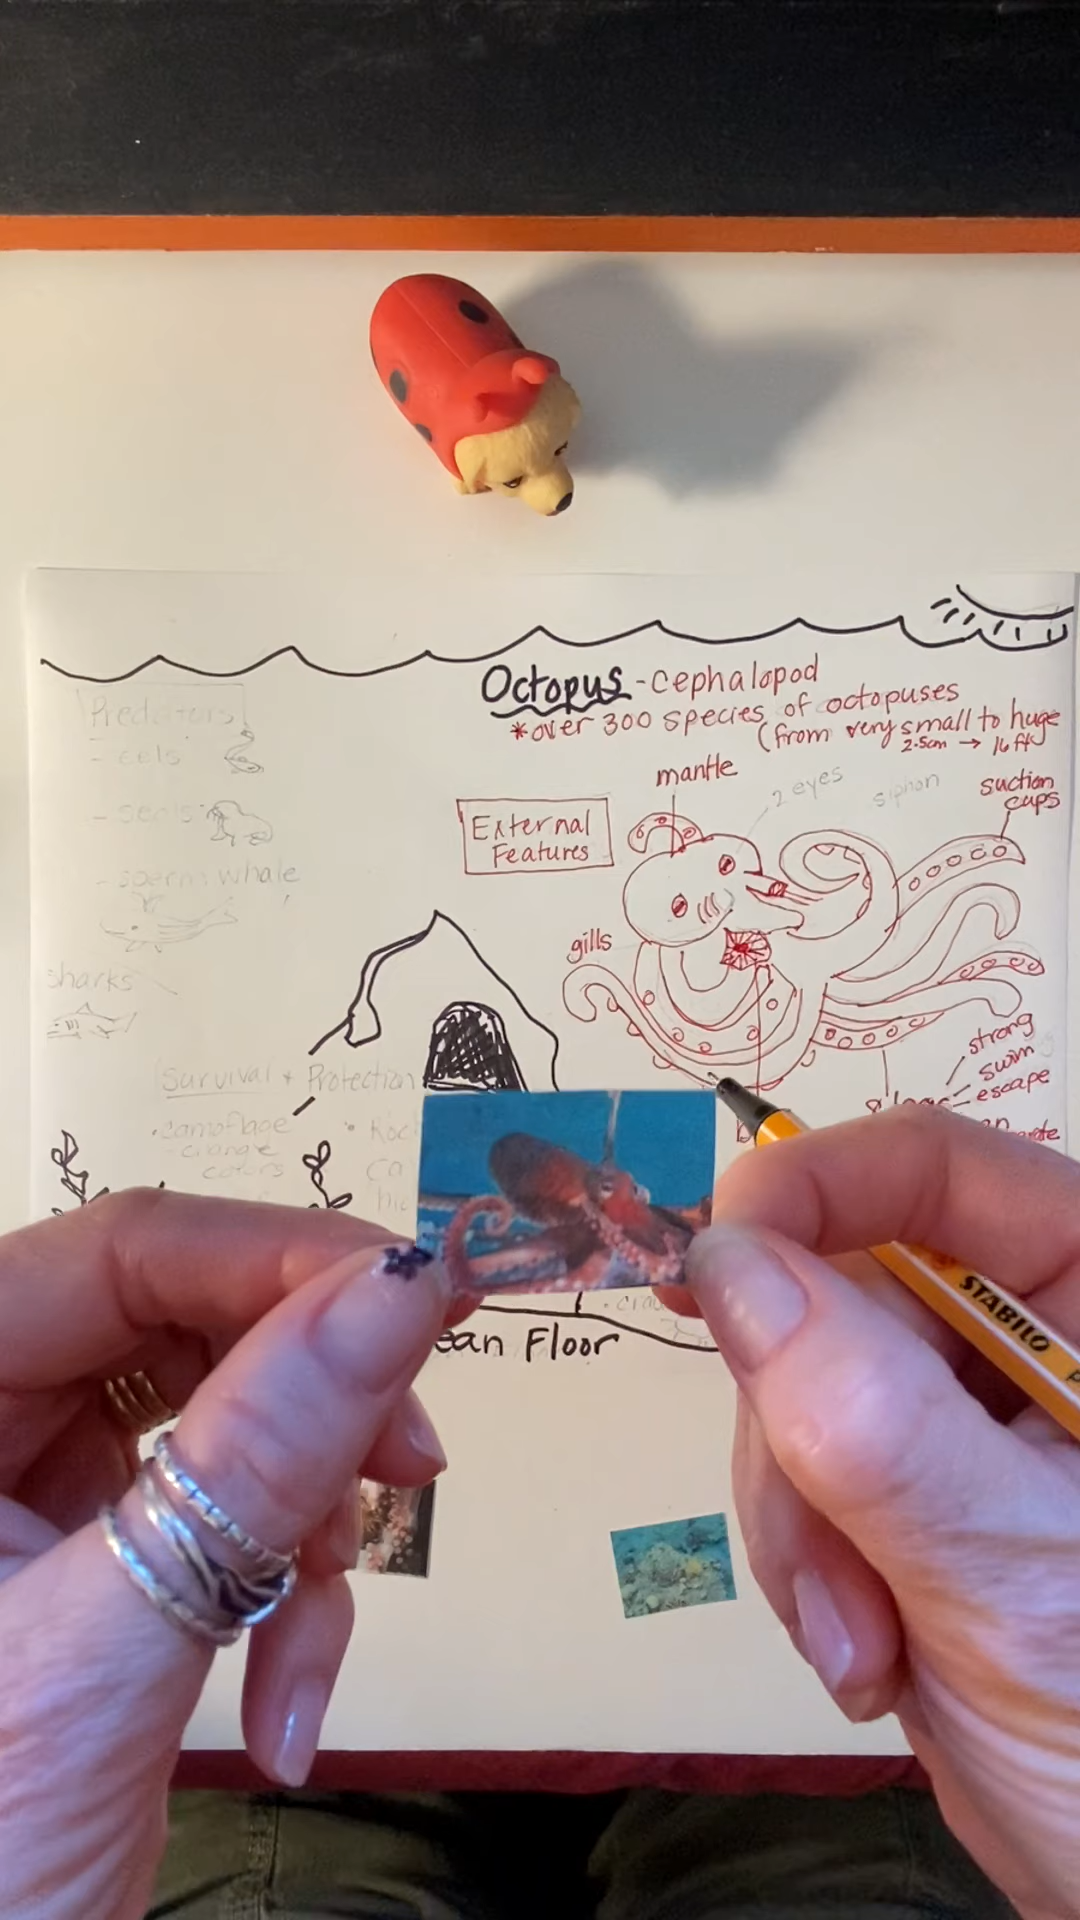 Octopus - cephalopod
*over 300 species of octopuses
(from very small to huge
2.5cm → 16 ft
mantle
2 eyes
siphon
suction
cups
External
Features
gills
strong
swim
escape
Predators
- eels
- seals
- sperm whale
sharks
Survival + Protection
• camoflage
- change
colors
Floor
STABILO